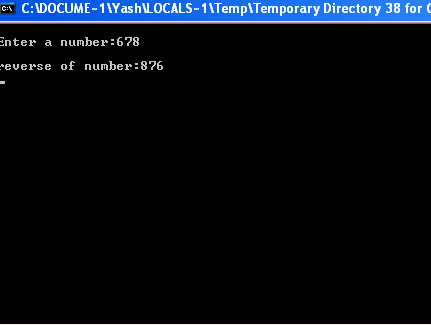 C:\ C:\DOCUME~1\Yash\LOCALS~1\Temp\Temporary Directory 38 for
Enter a number:678
reverse of number:876